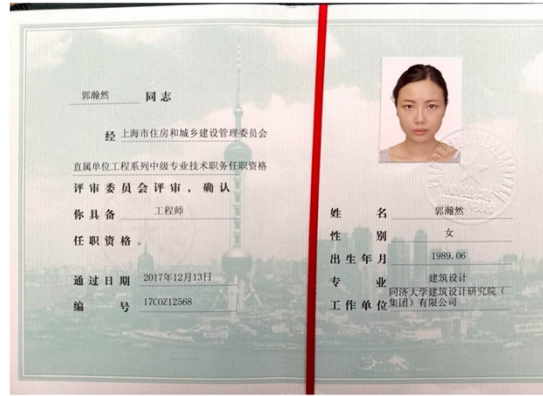 郭瀚然 同志
经 上海市住房和城乡建设管理委员会
直属单位工程系列中级专业技术职务任职资格
评审委员会评审，确认
你具备 工程师
任职资格。
通过日期 2017年12月13日
编号 17C0Z12568
姓名 郭瀚然
性别 女
出生年月 1989.06
专业 建筑设计
工作单位 同济大学建筑设计研究院（
集团）有限公司